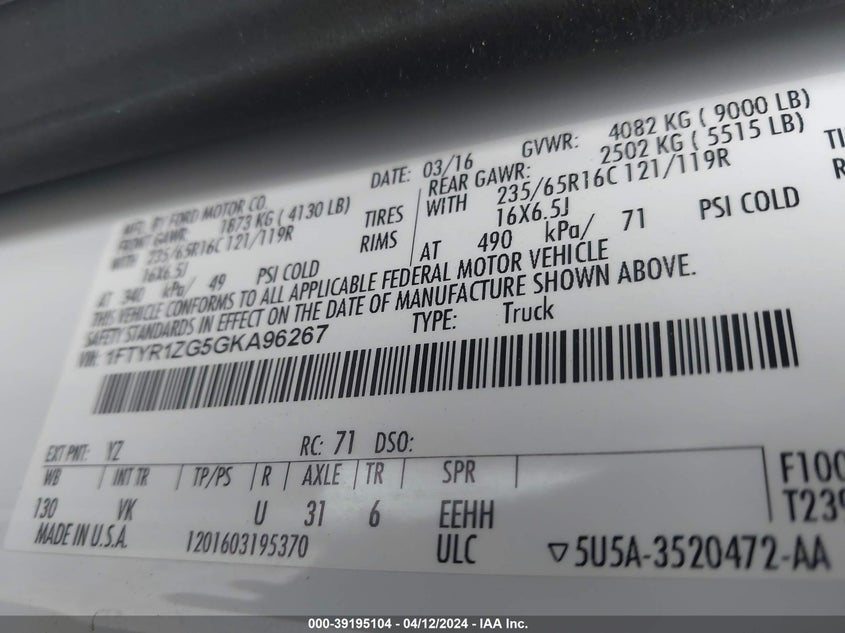 MFD. BY FORD MOTOR CO. DATE: 03/16 GVWR: 4082 KG ( 9000 LB)
FRONT GAWR: 1873 KG ( 4130 LB) REAR GAWR: 2502 KG ( 5515 LB)
WITH 235/65R16C 121/119R TIRES WITH 235/65R16C 121/119R TI
16X6.5J RIMS 16X6.5J R
AT 340 kPa/ 49 PSI COLD AT 490 kPa/ 71 PSI COLD
THIS VEHICLE CONFORMS TO ALL APPLICABLE FEDERAL MOTOR VEHICLE
SAFETY STANDARDS IN EFFECT ON THE DATE OF MANUFACTURE SHOWN ABOVE.
VIN: 1FTYR1ZG5GKA96267 TYPE: Truck
EXT PNT: YZ RC: 71 DSO:
WB INT TR TP/PS R AXLE TR SPR F100
130 VK U 31 6 EEHH T239
MADE IN U.S.A. 1201603195370 ULC ▽5U5A-3520472-AA
000-39195104 - 04/12/2024 - IAA Inc.